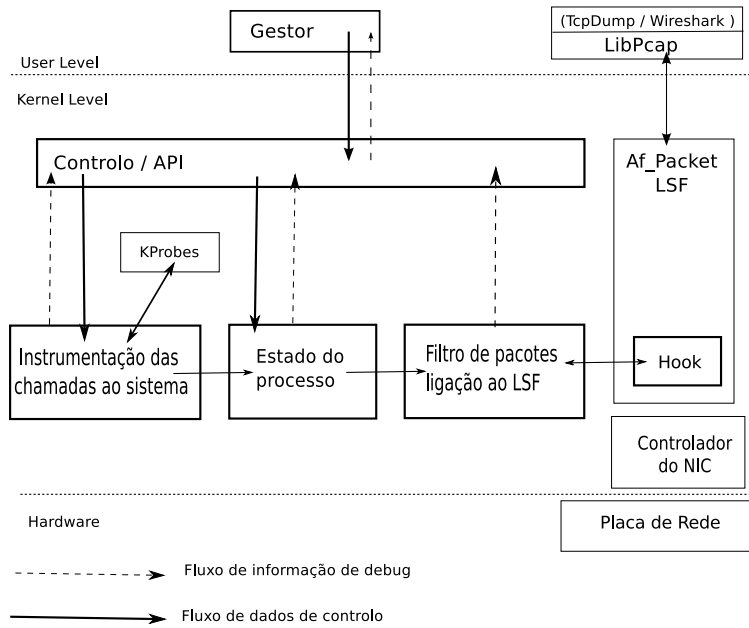 Gestor
(TcpDump / Wireshark )
LibPcap
User Level
Kernel Level
Controlo / API
Af_Packet
LSF
KProbes
Instrumentação das
chamadas ao sistema
Estado do
processo
Filtro de pacotes
ligação ao LSF
Hook
Controlador
do NIC
Hardware
Placa de Rede
Fluxo de informação de debug
Fluxo de dados de controlo